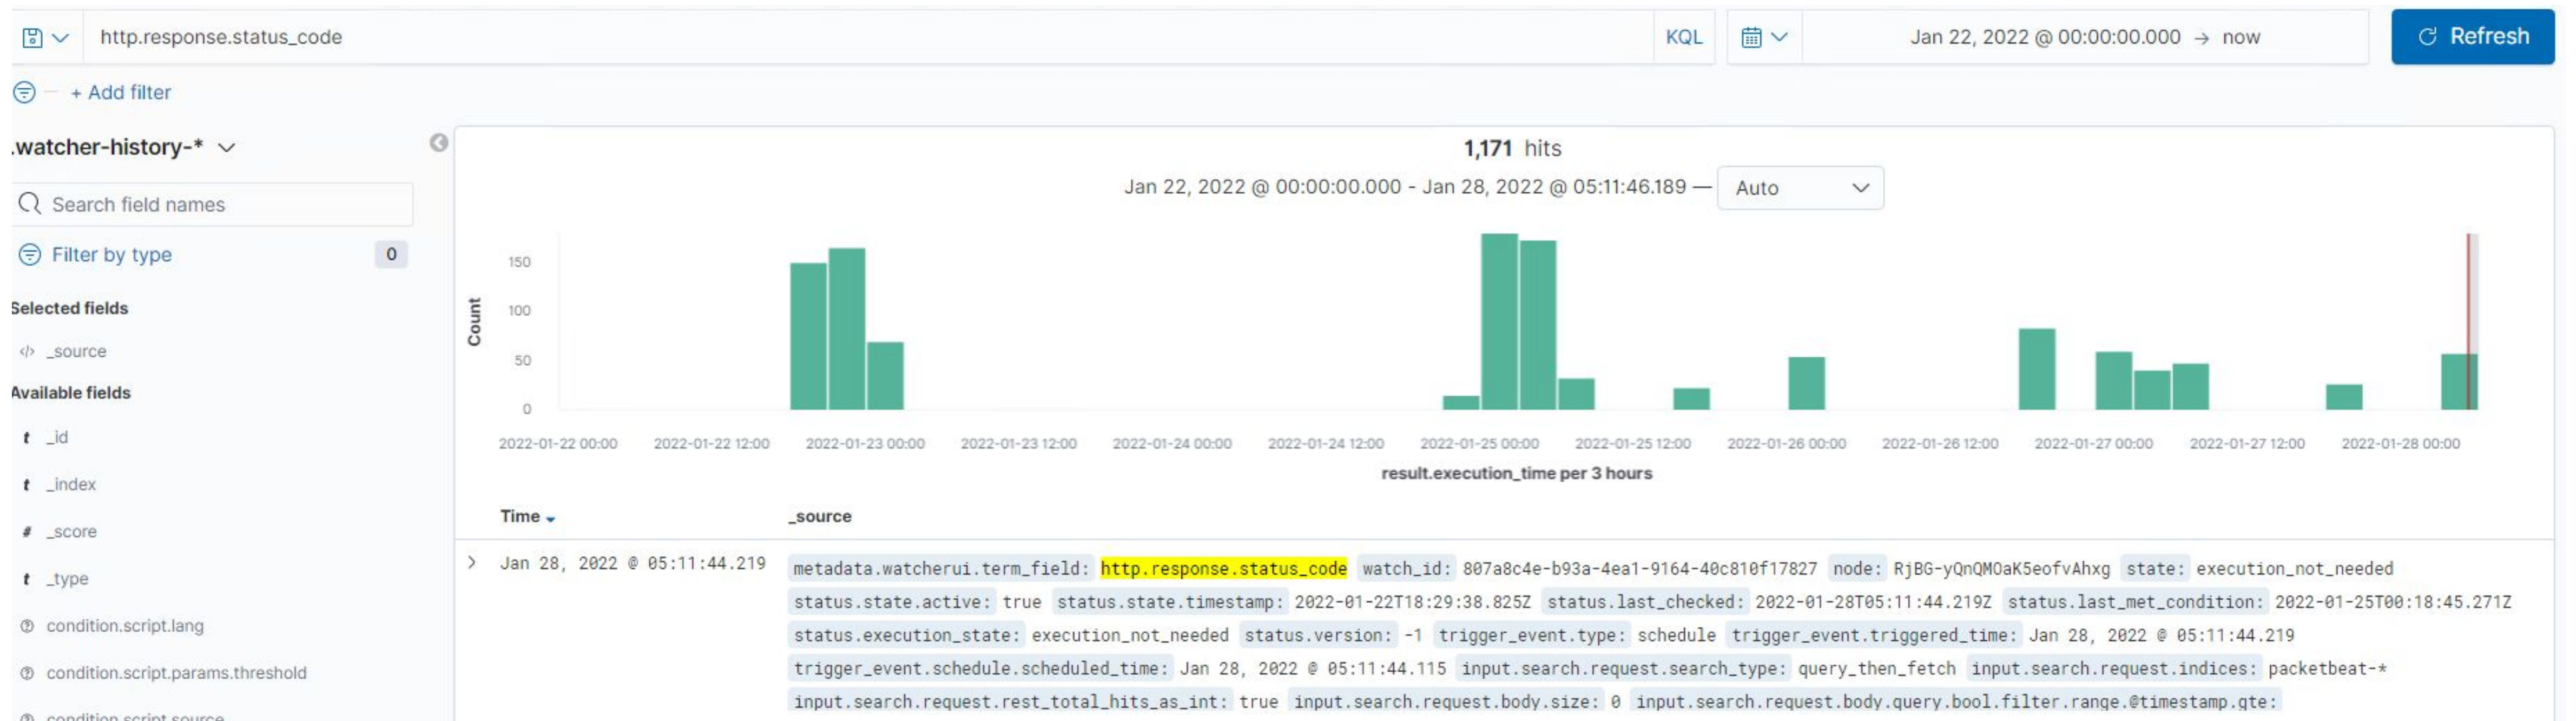 http.response.status_code KQL Jan 22, 2022 @ 00:00:00.000 → now Refresh
+ Add filter
.watcher-history-*
Search field names
Filter by type 0
Selected fields
_source
Available fields
t _id
t _index
# _score
t _type
condition.script.lang
condition.script.params.threshold
condition.script.source
1,171 hits
Jan 22, 2022 @ 00:00:00.000 - Jan 28, 2022 @ 05:11:46.189 — Auto
Count
150
100
50
0
2022-01-22 00:00 2022-01-22 12:00 2022-01-23 00:00 2022-01-23 12:00 2022-01-24 00:00 2022-01-24 12:00 2022-01-25 00:00 2022-01-25 12:00 2022-01-26 00:00 2022-01-26 12:00 2022-01-27 00:00 2022-01-27 12:00 2022-01-28 00:00
result.execution_time per 3 hours
Time _source
Jan 28, 2022 @ 05:11:44.219 metadata.watcherui.term_field: http.response.status_code watch_id: 807a8c4e-b93a-4ea1-9164-40c810f17827 node: RjBG-yQnQMOaK5eofvAhxg state: execution_not_needed
status.state.active: true status.state.timestamp: 2022-01-22T18:29:38.825Z status.last_checked: 2022-01-28T05:11:44.219Z status.last_met_condition: 2022-01-25T00:18:45.271Z
status.execution_state: execution_not_needed status.version: -1 trigger_event.type: schedule trigger_event.triggered_time: Jan 28, 2022 @ 05:11:44.219
trigger_event.schedule.scheduled_time: Jan 28, 2022 @ 05:11:44.115 input.search.request.search_type: query_then_fetch input.search.request.indices: packetbeat-*
input.search.request.rest_total_hits_as_int: true input.search.request.body.size: 0 input.search.request.body.query.bool.filter.range.@timestamp.gte: